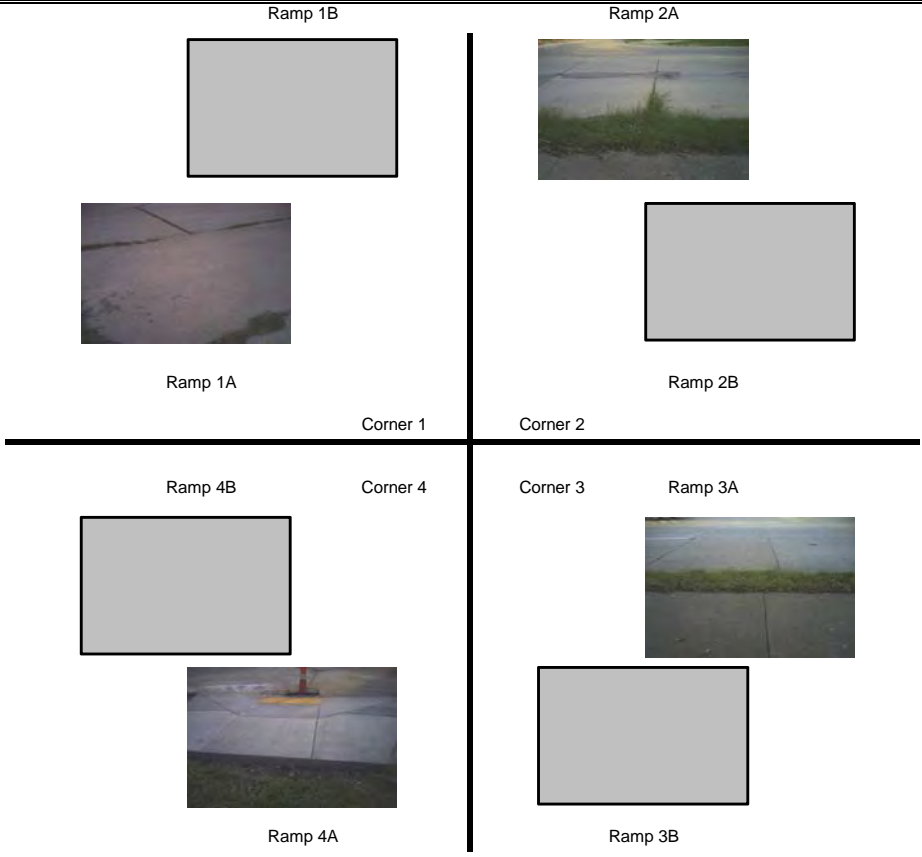 Ramp 1B Ramp 2A
Ramp 1A Ramp 2B
Corner 1 Corner 2
Ramp 4B Corner 4 Corner 3 Ramp 3A
Ramp 4A Ramp 3B